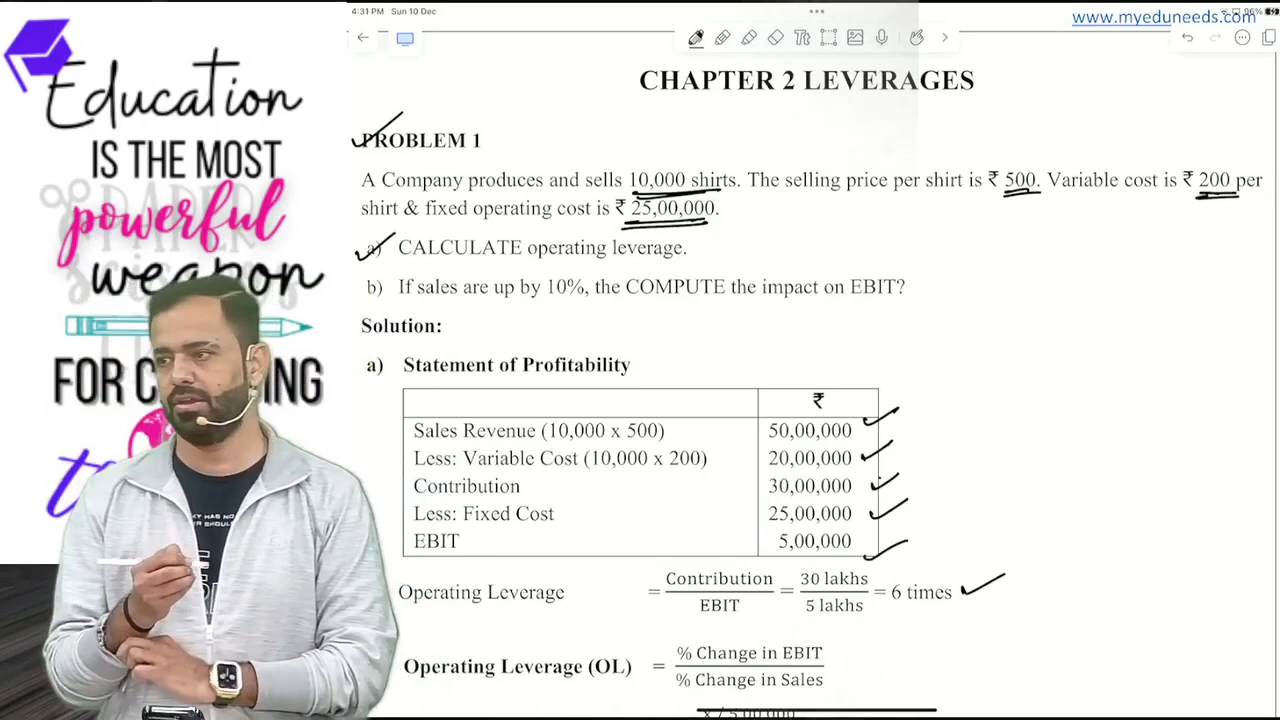 4:31 PM Sun 10 Dec
96%
www.myeduneeds.com
Education
IS THE MOST
powerful
weapon
FOR
CHAPTER 2 LEVERAGES
PROBLEM 1
A Company produces and sells 10,000 shirts. The selling price per shirt is ₹ 500. Variable cost is ₹ 200 per
shirt & fixed operating cost is ₹ 25,00,000.
a) CALCULATE operating leverage.
b) If sales are up by 10%, the COMPUTE the impact on EBIT?
Solution:
a) Statement of Profitability
₹
Sales Revenue (10,000 x 500) 50,00,000
Less: Variable Cost (10,000 x 200) 20,00,000
Contribution 30,00,000
Less: Fixed Cost 25,00,000
EBIT 5,00,000
Operating Leverage = Contribution / EBIT = 30 lakhs / 5 lakhs = 6 times
Operating Leverage (OL) = % Change in EBIT / % Change in Sales